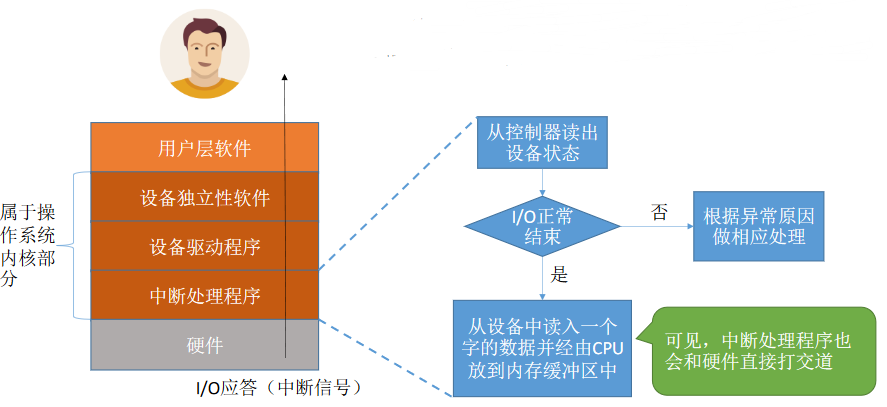 用户层软件
设备独立性软件
设备驱动程序
中断处理程序
硬件
属于操
作系统
内核部
分
I/O应答（中断信号）
从控制器读出
设备状态
I/O正常
结束
否
根据异常原因
做相应处理
是
从设备中读入一个
字的数据并经由CPU
放到内存缓冲区中
可见，中断处理程序也
会和硬件直接打交道